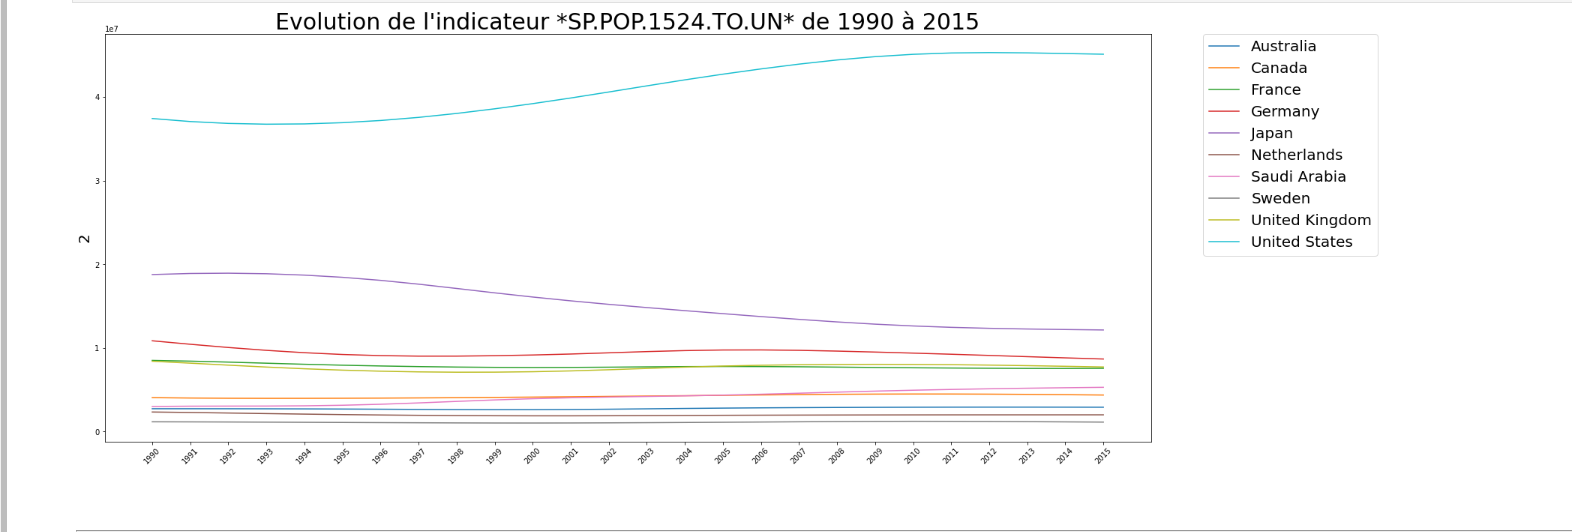 Evolution de l'indicateur *SP.POP.1524.TO.UN* de 1990 à 2015
1e7
4
3
2
1
0
2
1990 1991 1992 1993 1994 1995 1996 1997 1998 1999 2000 2001 2002 2003 2004 2005 2006 2007 2008 2009 2010 2011 2012 2013 2014 2015
Australia
Canada
France
Germany
Japan
Netherlands
Saudi Arabia
Sweden
United Kingdom
United States